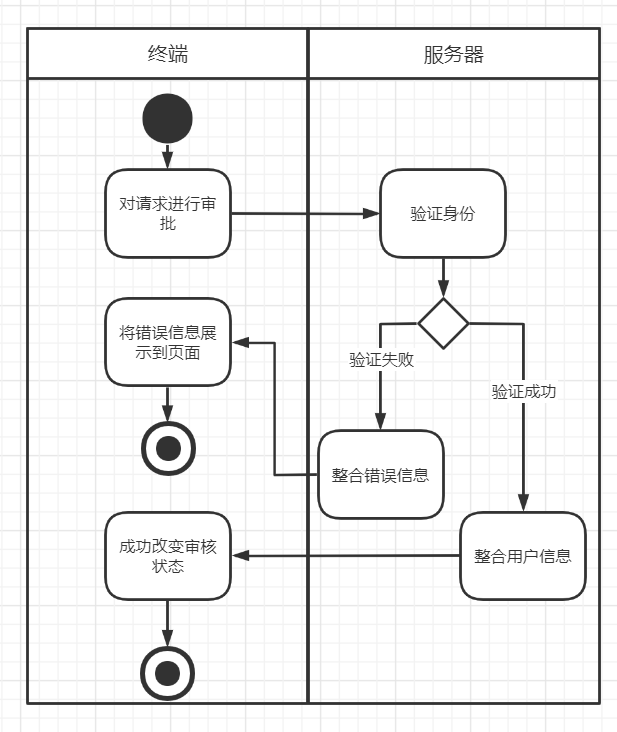 终端
服务器
对请求进行审
批
验证身份
将错误信息展
示到页面
验证失败
验证成功
整合错误信息
成功改变审核
状态
整合用户信息